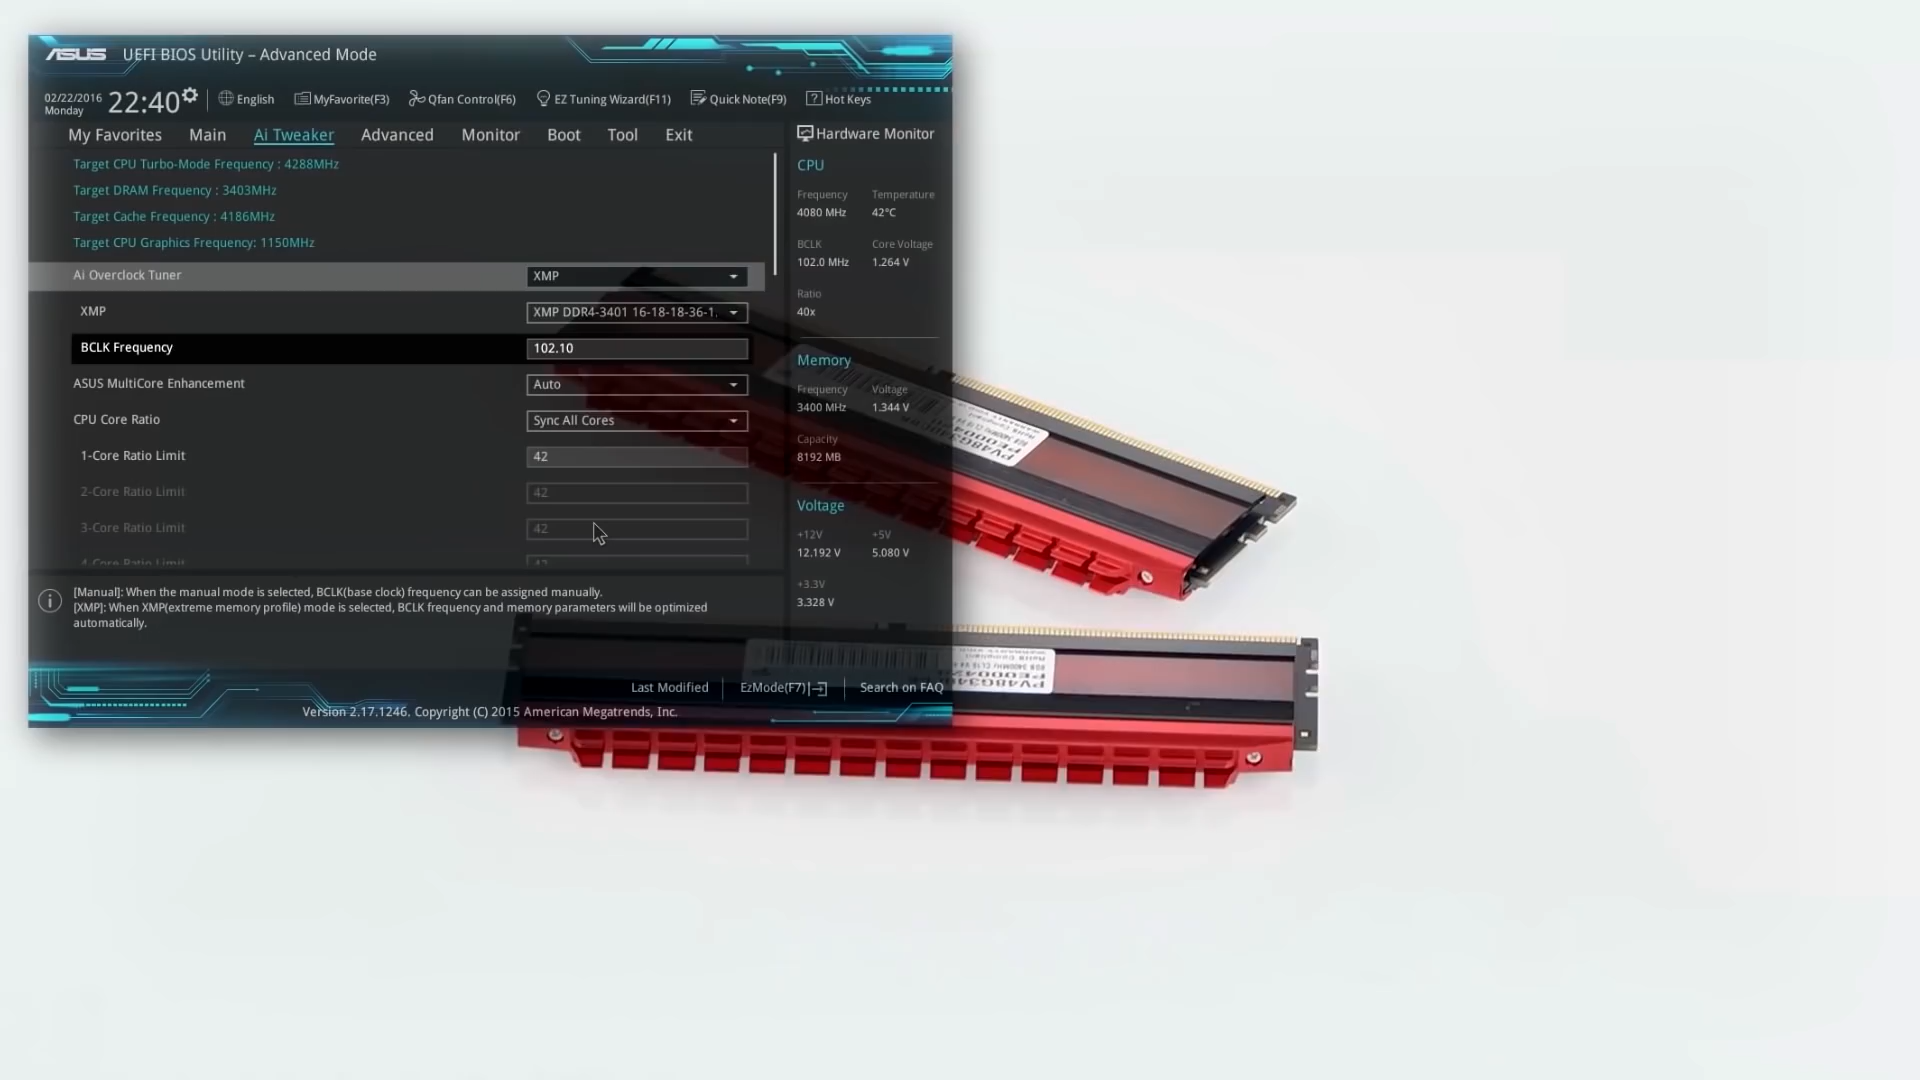 ASUS UEFI BIOS Utility – Advanced Mode
02/22/2016
Monday
22:40
English
MyFavorite(F3)
Qfan Control(F6)
EZ Tuning Wizard(F11)
Quick Note(F9)
? Hot Keys
My Favorites
Main
Ai Tweaker
Advanced
Monitor
Boot
Tool
Exit
Target CPU Turbo-Mode Frequency : 4288MHz
Target DRAM Frequency : 3403MHz
Target Cache Frequency : 4186MHz
Target CPU Graphics Frequency: 1150MHz
Ai Overclock Tuner XMP
XMP XMP DDR4-3401 16-18-18-36-1.
BCLK Frequency 102.10
ASUS MultiCore Enhancement Auto
CPU Core Ratio Sync All Cores
1-Core Ratio Limit 42
2-Core Ratio Limit 42
3-Core Ratio Limit 42
4-Core Ratio Limit 42
[Manual]: When the manual mode is selected, BCLK(base clock) frequency can be assigned manually.
[XMP]: When XMP(extreme memory profile) mode is selected, BCLK frequency and memory parameters will be optimized
automatically.
Hardware Monitor
CPU
Frequency Temperature
4080 MHz 42°C
BCLK Core Voltage
102.0 MHz 1.264 V
Ratio
40x
Memory
Frequency Voltage
3400 MHz 1.344 V
Capacity
8192 MB
Voltage
+12V +5V
12.192 V 5.080 V
+3.3V
3.328 V
Last Modified
EzMode(F7)
Search on FAQ
Version 2.17.1246. Copyright (C) 2015 American Megatrends, Inc.